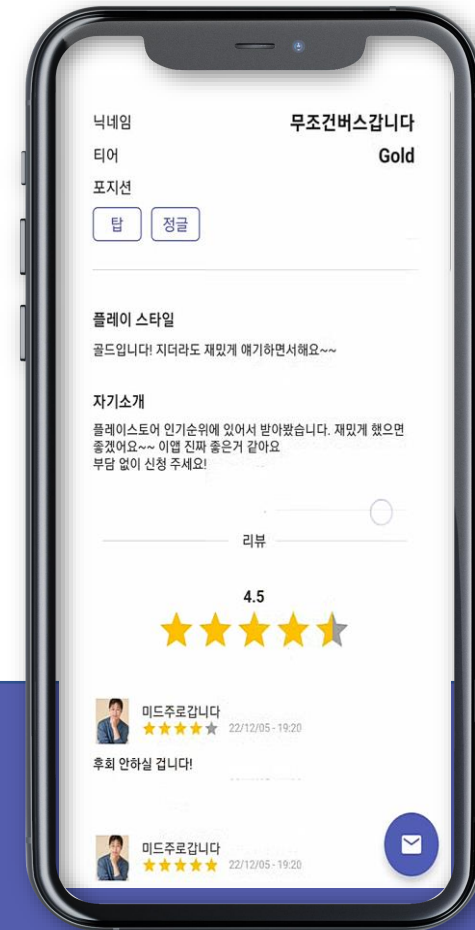 닉네임 무조건버스갑니다
티어 Gold
포지션
탑 정글
플레이 스타일
골드입니다! 지더라도 재밌게 얘기하면서해요~~
자기소개
플레이스토어 인기순위에 있어서 받아봤습니다. 재밌게 했으면
좋겠어요~~ 이앱 진짜 좋은거 같아요
부담 없이 신청 주세요!
리뷰
4.5
미드주로갑니다
22/12/05 - 19:20
후회 안하실 겁니다!
미드주로갑니다
22/12/05 - 19:20